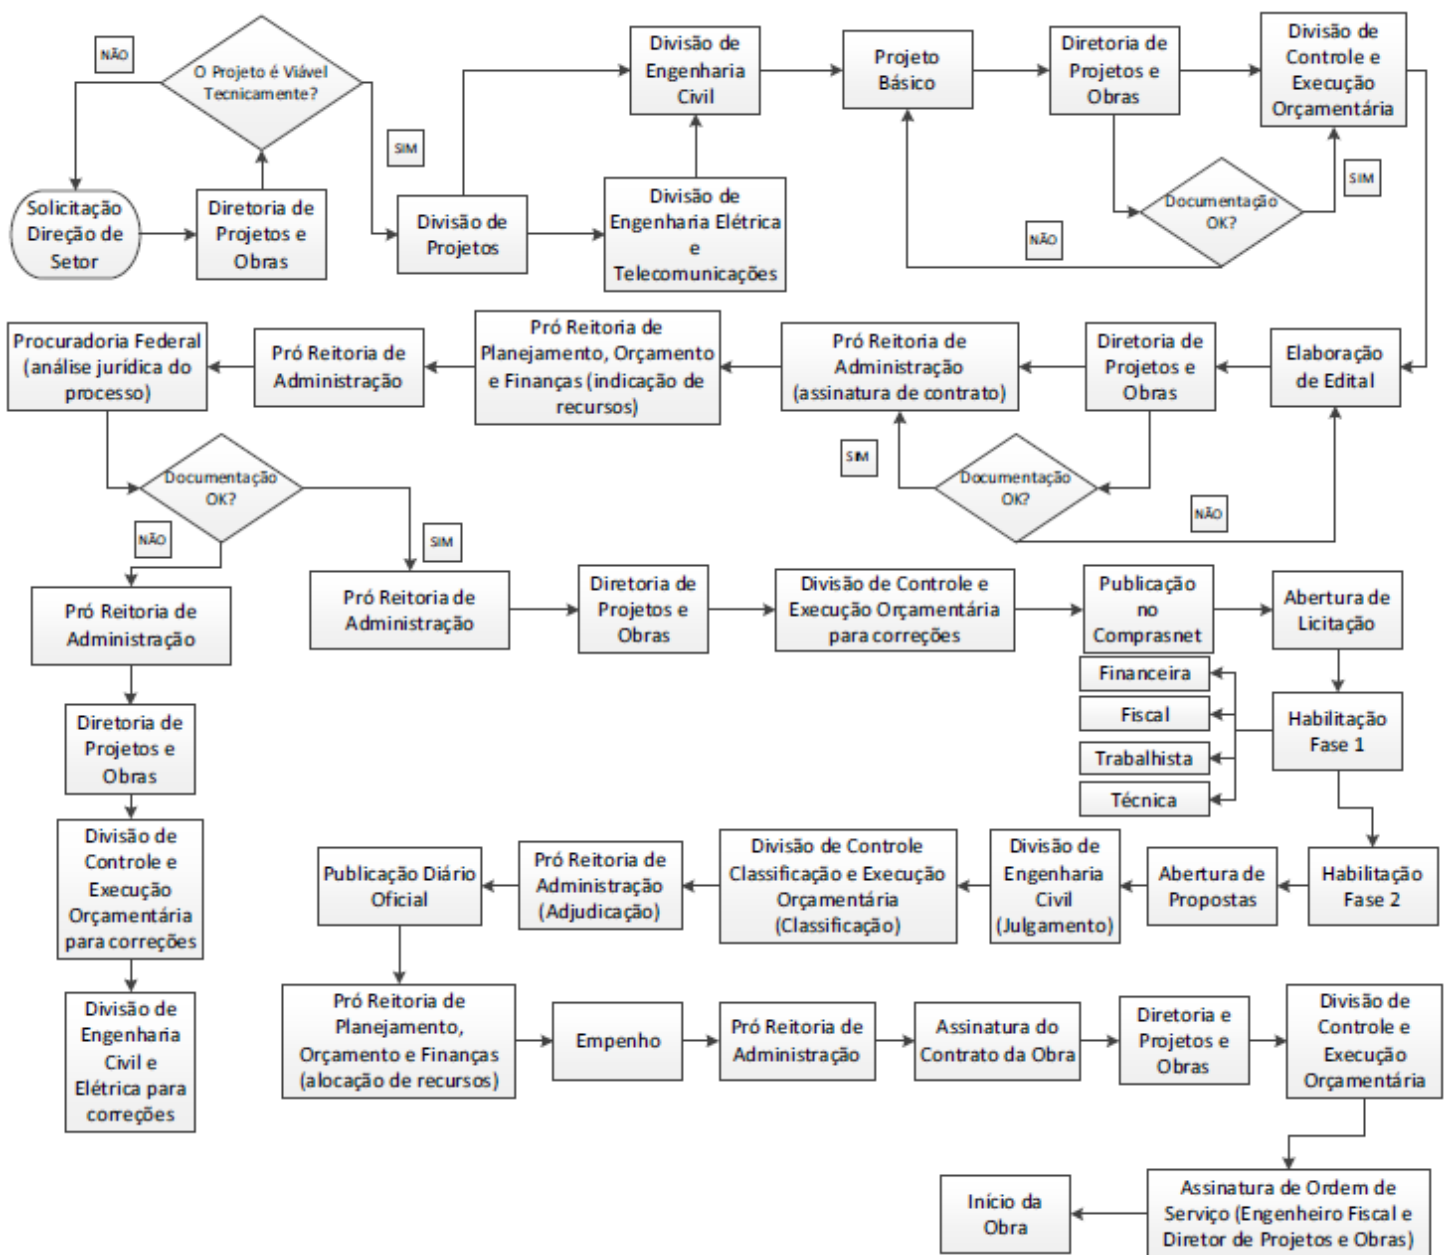 NÃO
O Projeto é Viável
Tecnicamente?
SIM
Solicitação
Direção de
Setor
Diretoria de
Projetos e
Obras
Divisão de
Projetos
Divisão de
Engenharia
Civil
Divisão de
Engenharia Elétrica
e
Telecomunicações
Projeto
Básico
Diretoria de
Projetos e
Obras
Divisão de
Controle e
Execução
Orçamentária
Documentação
OK?
SIM
NÃO
Procuradoria Federal
(análise jurídica do
processo)
Pró Reitoria de
Administração
Pró Reitoria de
Planejamento, Orçamento
e Finanças (indicação de
recursos)
Pró Reitoria de
Administração
(assinatura de contrato)
Diretoria de
Projetos e
Obras
Elaboração
de Edital
SIM
Documentação
OK?
NÃO
Documentação
OK?
NÃO
SIM
Pró Reitoria de
Administração
Diretoria de
Projetos e
Obras
Divisão de
Controle e
Execução
Orçamentária
para correções
Divisão de
Engenharia
Civil e
Elétrica para
correções
Pró Reitoria de
Administração
Diretoria de
Projetos e
Obras
Divisão de Controle e
Execução Orçamentária
para correções
Publicação
no
Comprasnet
Abertura de
Licitação
Financeira
Fiscal
Trabalhista
Técnica
Habilitação
Fase 1
Publicação Diário
Oficial
Pró Reitoria de
Administração
(Adjudicação)
Divisão de Controle
Classificação e Execução
Orçamentária
(Classificação)
Divisão de
Engenharia
Civil
(Julgamento)
Abertura de
Propostas
Habilitação
Fase 2
Pró Reitoria de
Planejamento,
Orçamento e Finanças
(alocação de recursos)
Empenho
Pró Reitoria de
Administração
Assinatura do
Contrato da Obra
Diretoria e
Projetos e
Obras
Divisão de
Controle e
Execução
Orçamentária
Início da
Obra
Assinatura de Ordem de
Serviço (Engenheiro Fiscal e
Diretor de Projetos e Obras)